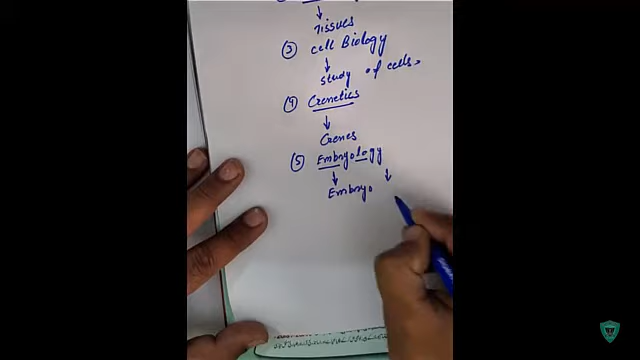 Tissues
③ Cell Biology
study of cells.
④ Genetics
Genes
⑤ Embryology
Embryo